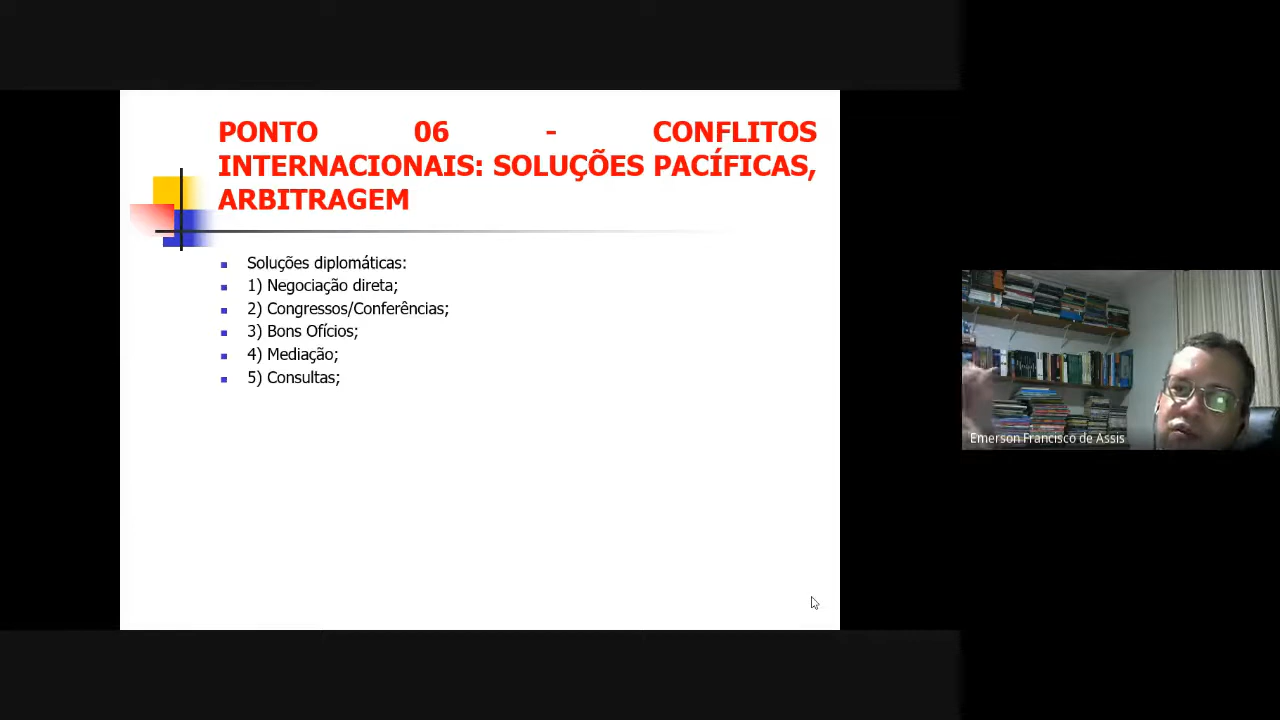 PONTO 06 - CONFLITOS
INTERNACIONAIS: SOLUÇÕES PACÍFICAS,
ARBITRAGEM
Soluções diplomáticas:
1) Negociação direta;
2) Congressos/Conferências;
3) Bons Ofícios;
4) Mediação;
5) Consultas;
Emerson Francisco de Assis